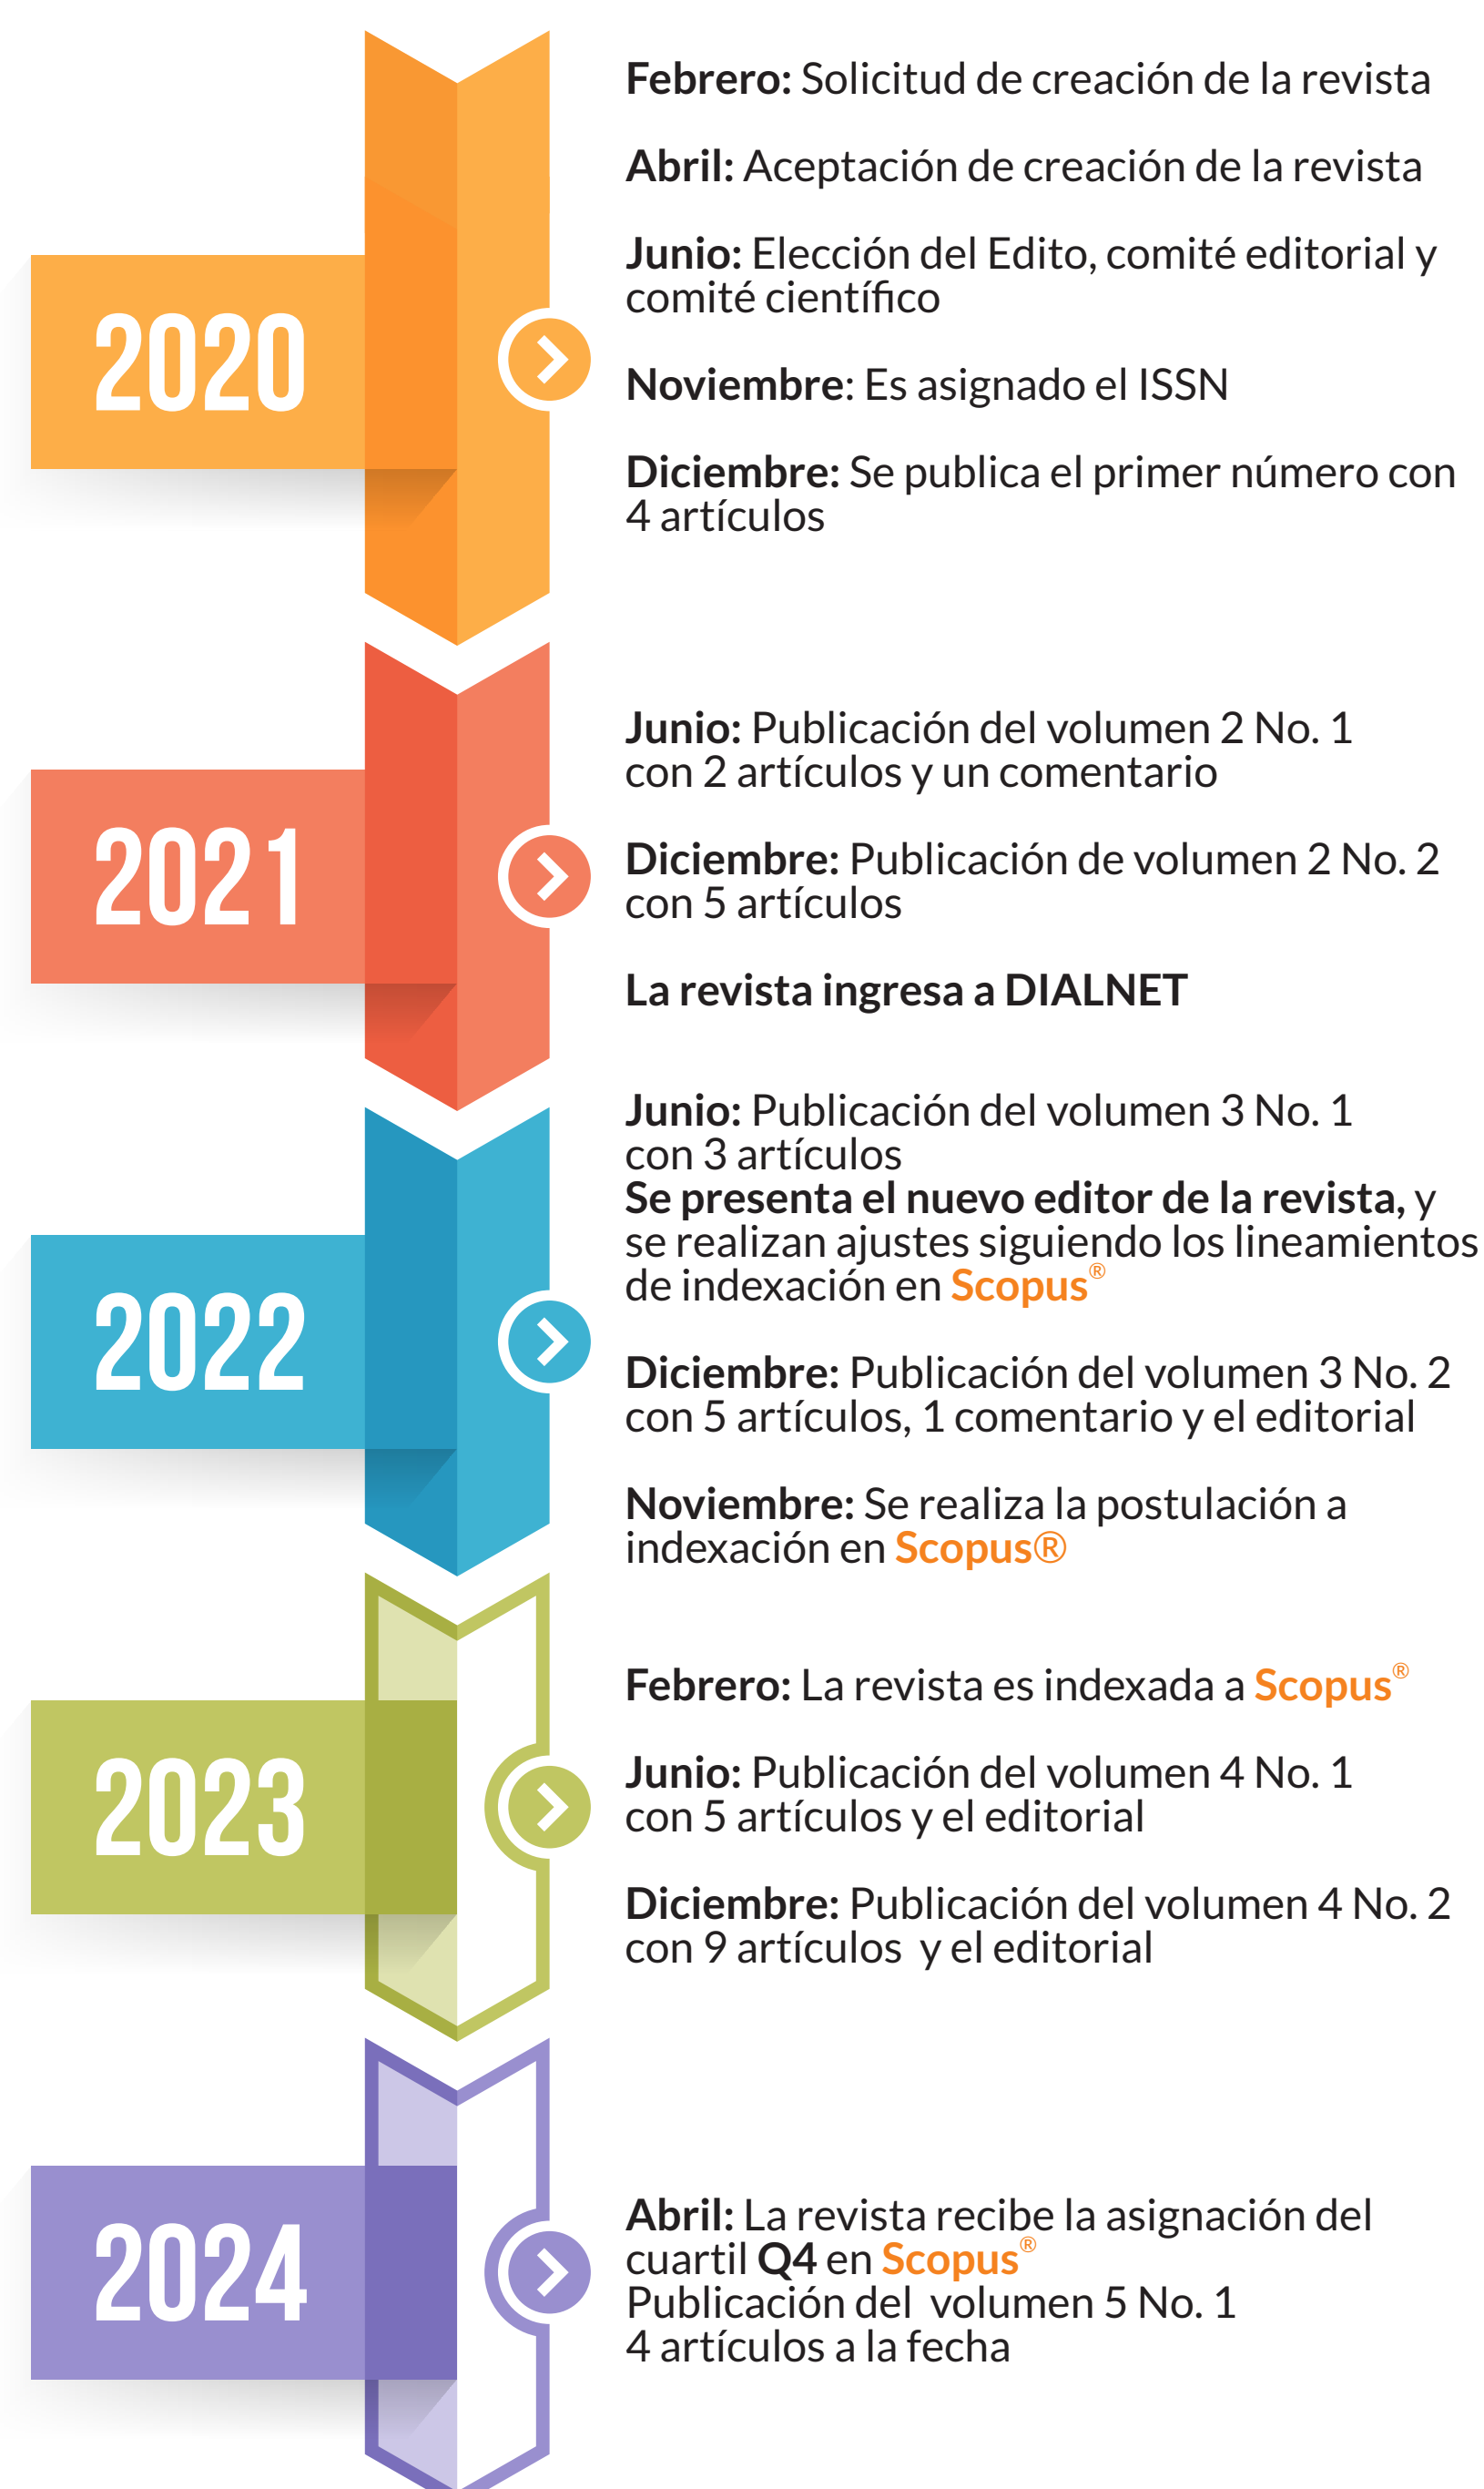 2020
Febrero: Solicitud de creación de la revista
Abril: Aceptación de creación de la revista
Junio: Elección del Edito, comité editorial y
comité científico
Noviembre: Es asignado el ISSN
Diciembre: Se publica el primer número con
4 artículos
2021
Junio: Publicación del volumen 2 No. 1
con 2 artículos y un comentario
Diciembre: Publicación de volumen 2 No. 2
con 5 artículos
La revista ingresa a DIALNET
2022
Junio: Publicación del volumen 3 No. 1
con 3 artículos
Se presenta el nuevo editor de la revista, y
se realizan ajustes siguiendo los lineamientos
de indexación en Scopus®
Diciembre: Publicación del volumen 3 No. 2
con 5 artículos, 1 comentario y el editorial
Noviembre: Se realiza la postulación a
indexación en Scopus®
2023
Febrero: La revista es indexada a Scopus®
Junio: Publicación del volumen 4 No. 1
con 5 artículos y el editorial
Diciembre: Publicación del volumen 4 No. 2
con 9 artículos  y el editorial
2024
Abril: La revista recibe la asignación del
cuartil Q4 en Scopus®
Publicación del  volumen 5 No. 1
4 artículos a la fecha